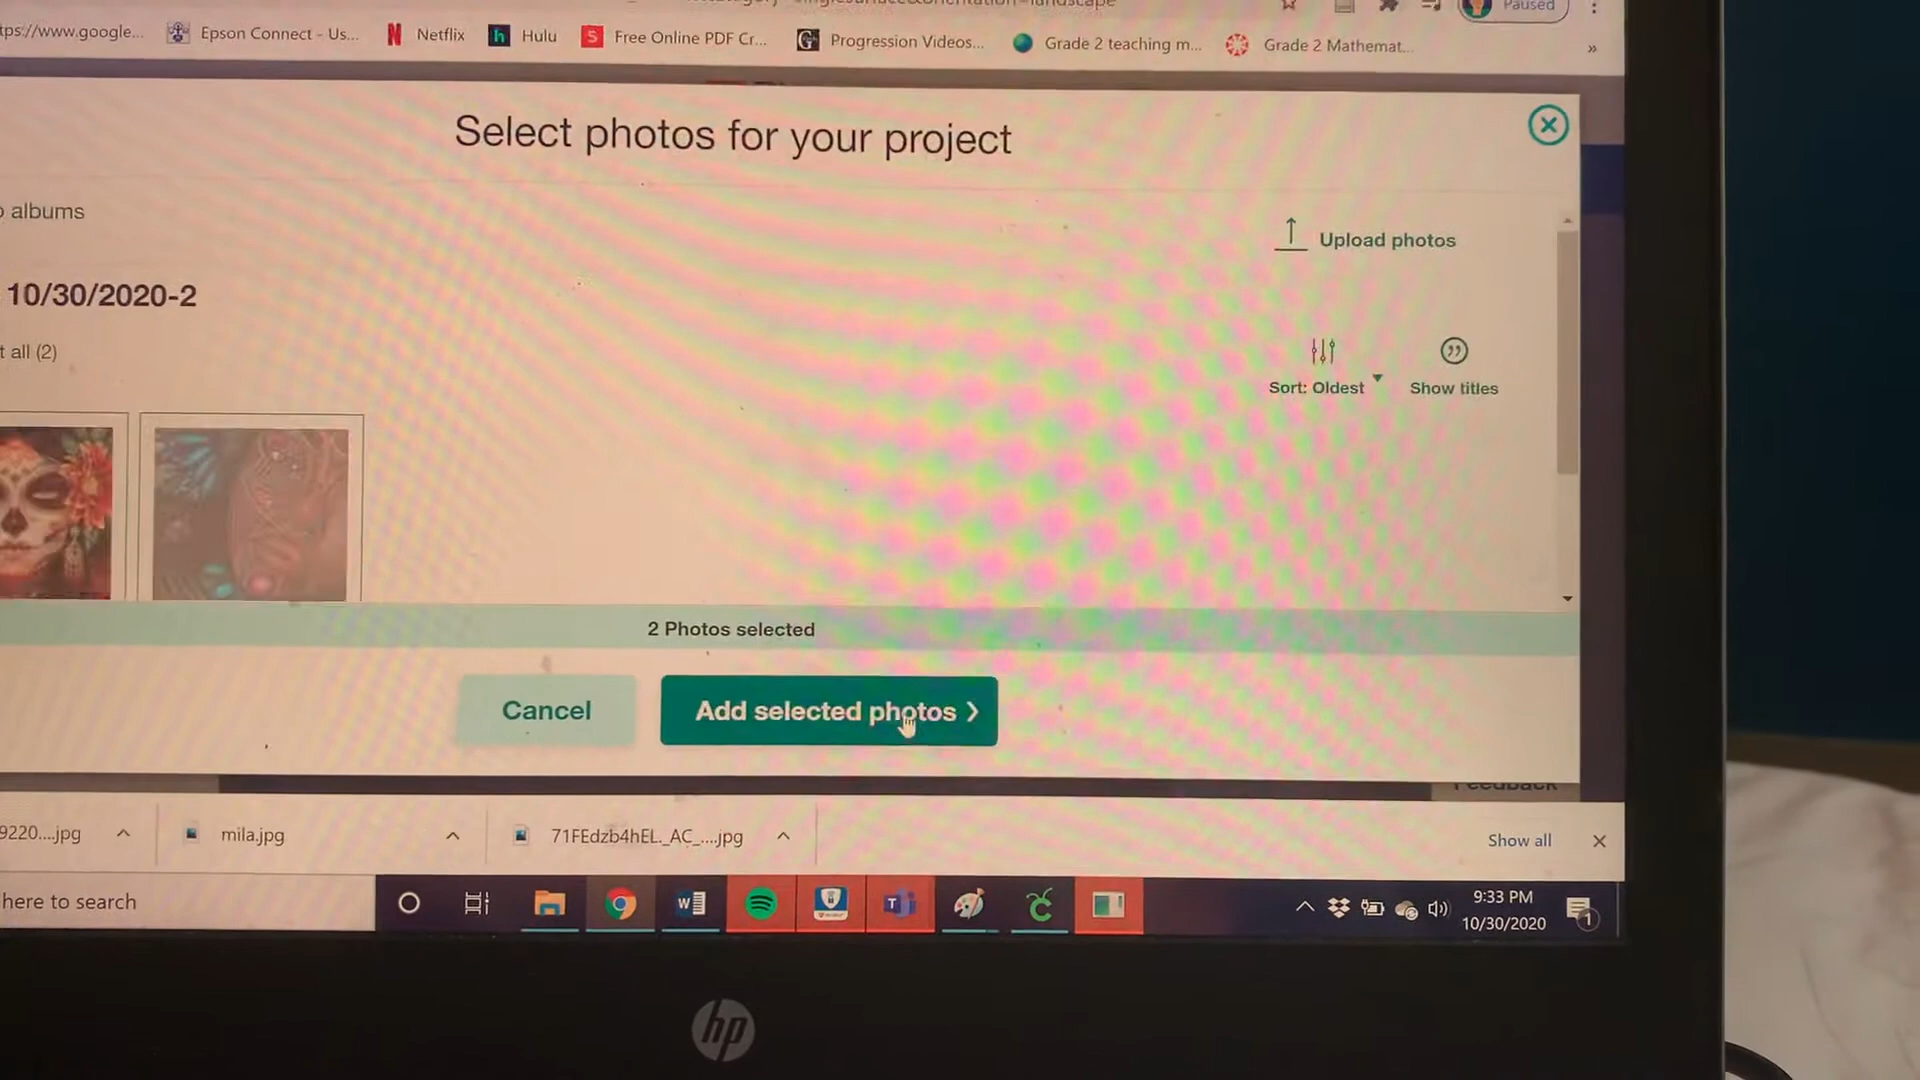 tps://www.google...
Epson Connect - Us...
Netflix
Hulu
Free Online PDF Cr...
Progression Videos...
Grade 2 teaching m...
Grade 2 Mathemat...
Paused
Select photos for your project
albums
Upload photos
10/30/2020-2
t all (2)
Sort: Oldest
Show titles
2 Photos selected
Cancel
Add selected photos
Feedback
9220....jpg
mila.jpg
71FEdzb4hEL._AC_....jpg
Show all
here to search
9:33 PM
10/30/2020
1
hp